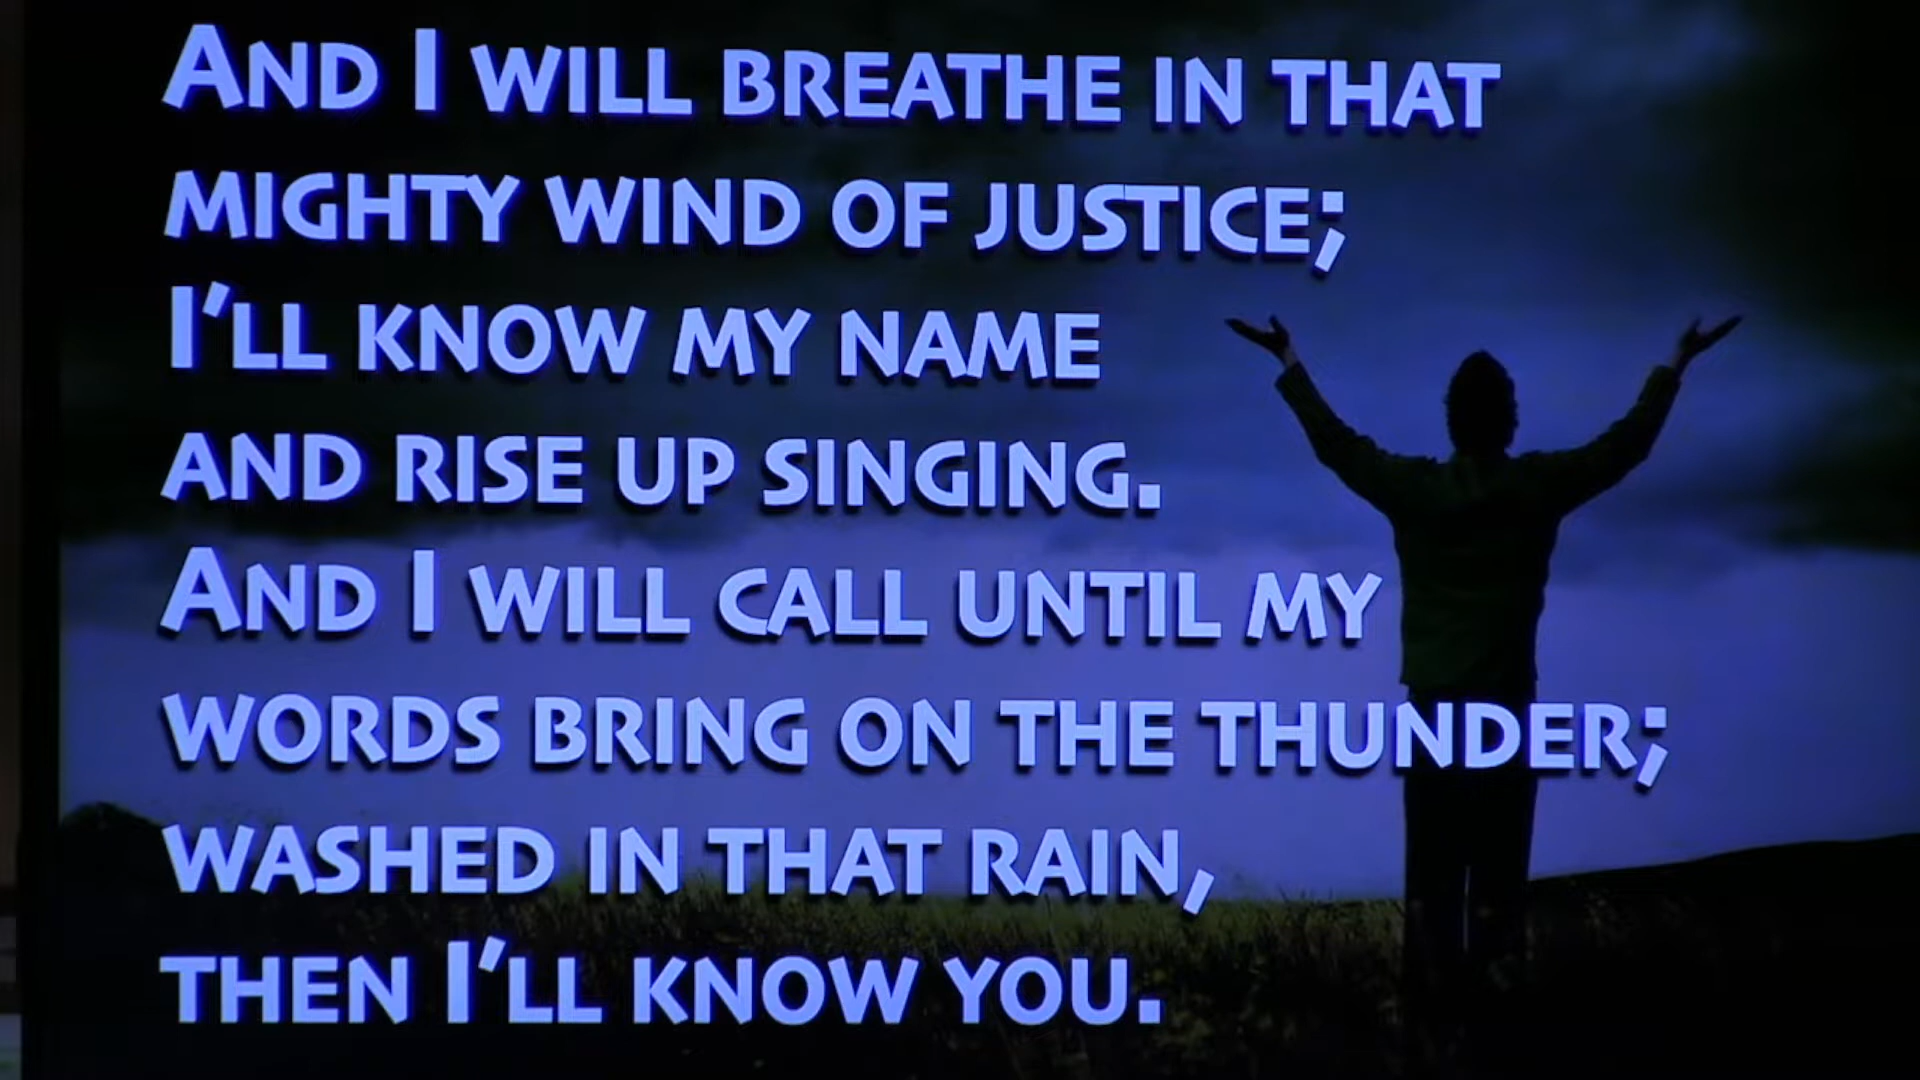 AND I WILL BREATHE IN THAT
MIGHTY WIND OF JUSTICE;
I'LL KNOW MY NAME
AND RISE UP SINGING.
AND I WILL CALL UNTIL MY
WORDS BRING ON THE THUNDER;
WASHED IN THAT RAIN,
THEN I'LL KNOW YOU.